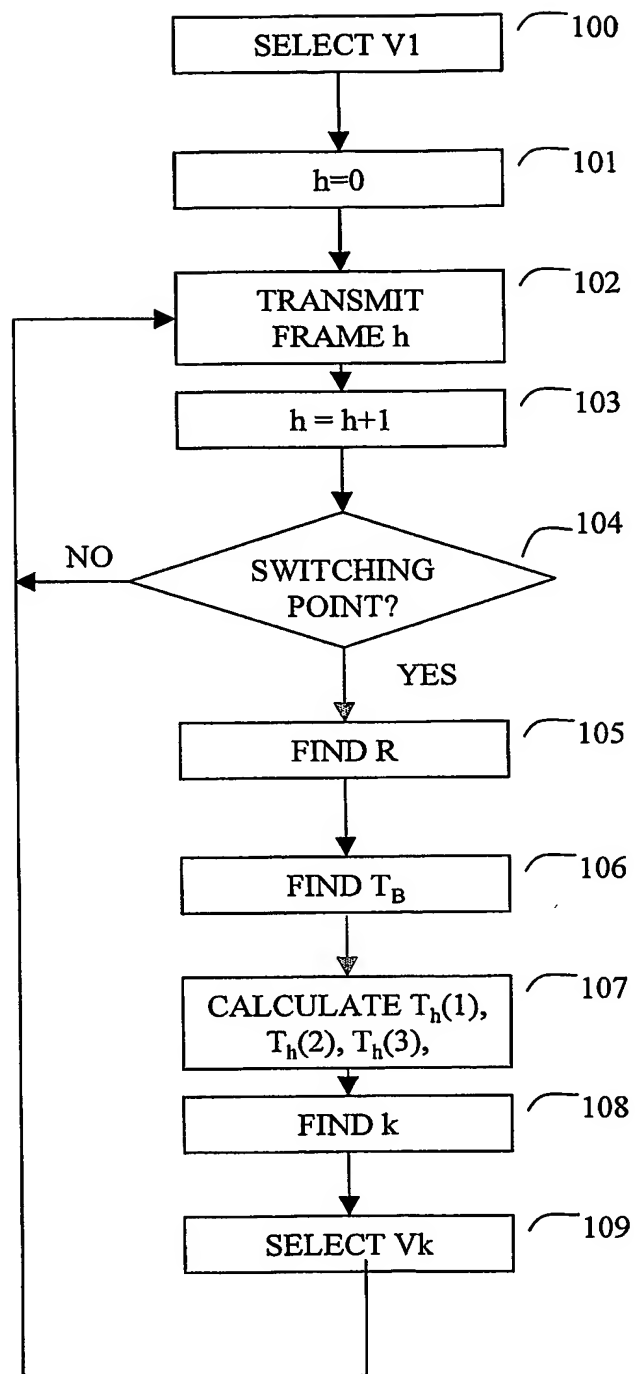 SELECT V1
100
h=0
101
TRANSMIT
FRAME h
102
h = h+1
103
SWITCHING
POINT?
104
NO
YES
FIND R
105
FIND T_B
106
CALCULATE T_h(1),
T_h(2), T_h(3),
107
FIND k
108
SELECT Vk
109